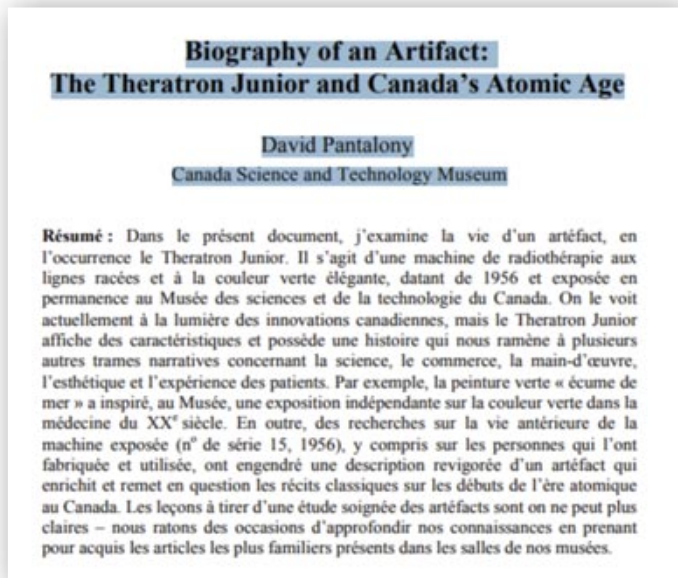 Biography of an Artifact:
The Theratron Junior and Canada's Atomic Age
David Pantalony
Canada Science and Technology Museum
Résumé : Dans le présent document, j'examine la vie d'un artéfact, en
l'occurrence le Theratron Junior. Il s'agit d'une machine de radiothérapie aux
lignes racées et à la couleur verte élégante, datant de 1956 et exposée en
permanence au Musée des sciences et de la technologie du Canada. On le voit
actuellement à la lumière des innovations canadiennes, mais le Theratron Junior
affiche des caractéristiques et possède une histoire qui nous ramène à plusieurs
autres trames narratives concernant la science, le commerce, la main-d'œuvre,
l'esthétique et l'expérience des patients. Par exemple, la peinture verte « écume de
mer » a inspiré, au Musée, une exposition indépendante sur la couleur verte dans la
médecine du XXᵉ siècle. En outre, des recherches sur la vie antérieure de la
machine exposée (nº de série 15, 1956), y compris sur les personnes qui l'ont
fabriquée et utilisée, ont engendré une description revigorée d'un artéfact qui
enrichit et remet en question les récits classiques sur les débuts de l'ère atomique
au Canada. Les leçons à tirer d'une étude soignée des artéfacts sont on ne peut plus
claires – nous ratons des occasions d'approfondir nos connaissances en prenant
pour acquis les articles les plus familiers présents dans les salles de nos musées.